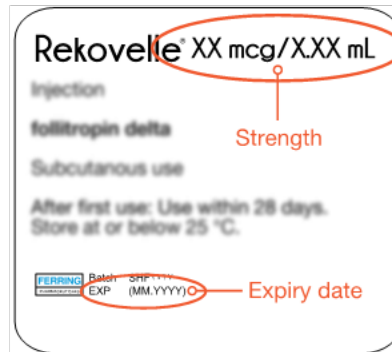 Rekovelle® XX mcg/X.XX mL
Injection
Strength
follitropin delta
Subcutanous use
After first use: Use within 28 days.
Store at or below 25 °C.
FERRING Batch
EXP (MM.YYYY) Expiry date